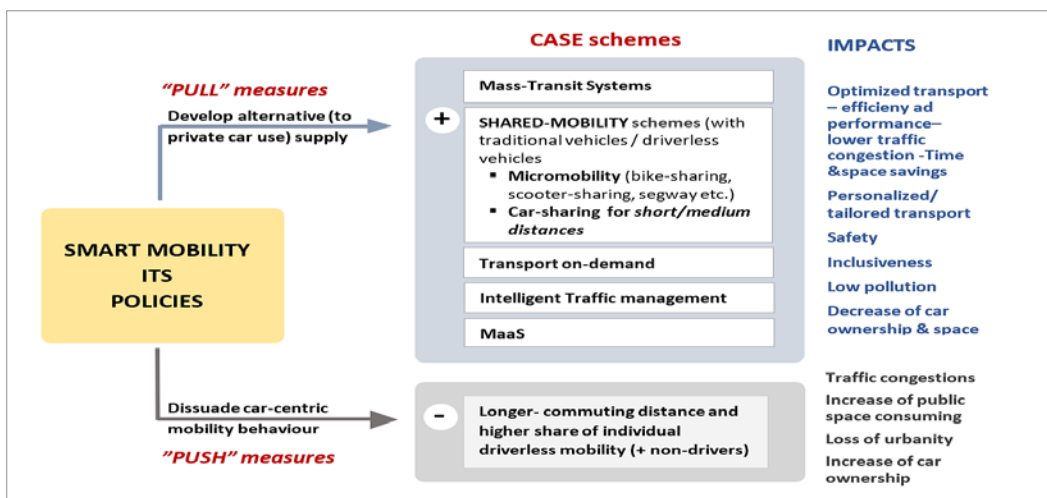 CASE schemes
IMPACTS
"PULL" measures
Develop alternative (to
private car use) supply
+
Mass-Transit Systems
SHARED-MOBILITY schemes (with
traditional vehicles / driverless
vehicles
▪ Micromobility (bike-sharing,
scooter-sharing, segway etc.)
▪ Car-sharing for short/medium
distances
Transport on-demand
Intelligent Traffic management
MaaS
Optimized transport
– efficieny ad
performance–
lower traffic
congestion -Time
&space savings
Personalized/
tailored transport
Safety
Inclusiveness
Low pollution
Decrease of car
ownership & space
SMART MOBILITY
ITS
POLICIES
Dissuade car-centric
mobility behaviour
"PUSH" measures
-
Longer- commuting distance and
higher share of individual
driverless mobility (+ non-drivers)
Traffic congestions
Increase of public
space consuming
Loss of urbanity
Increase of car
ownership